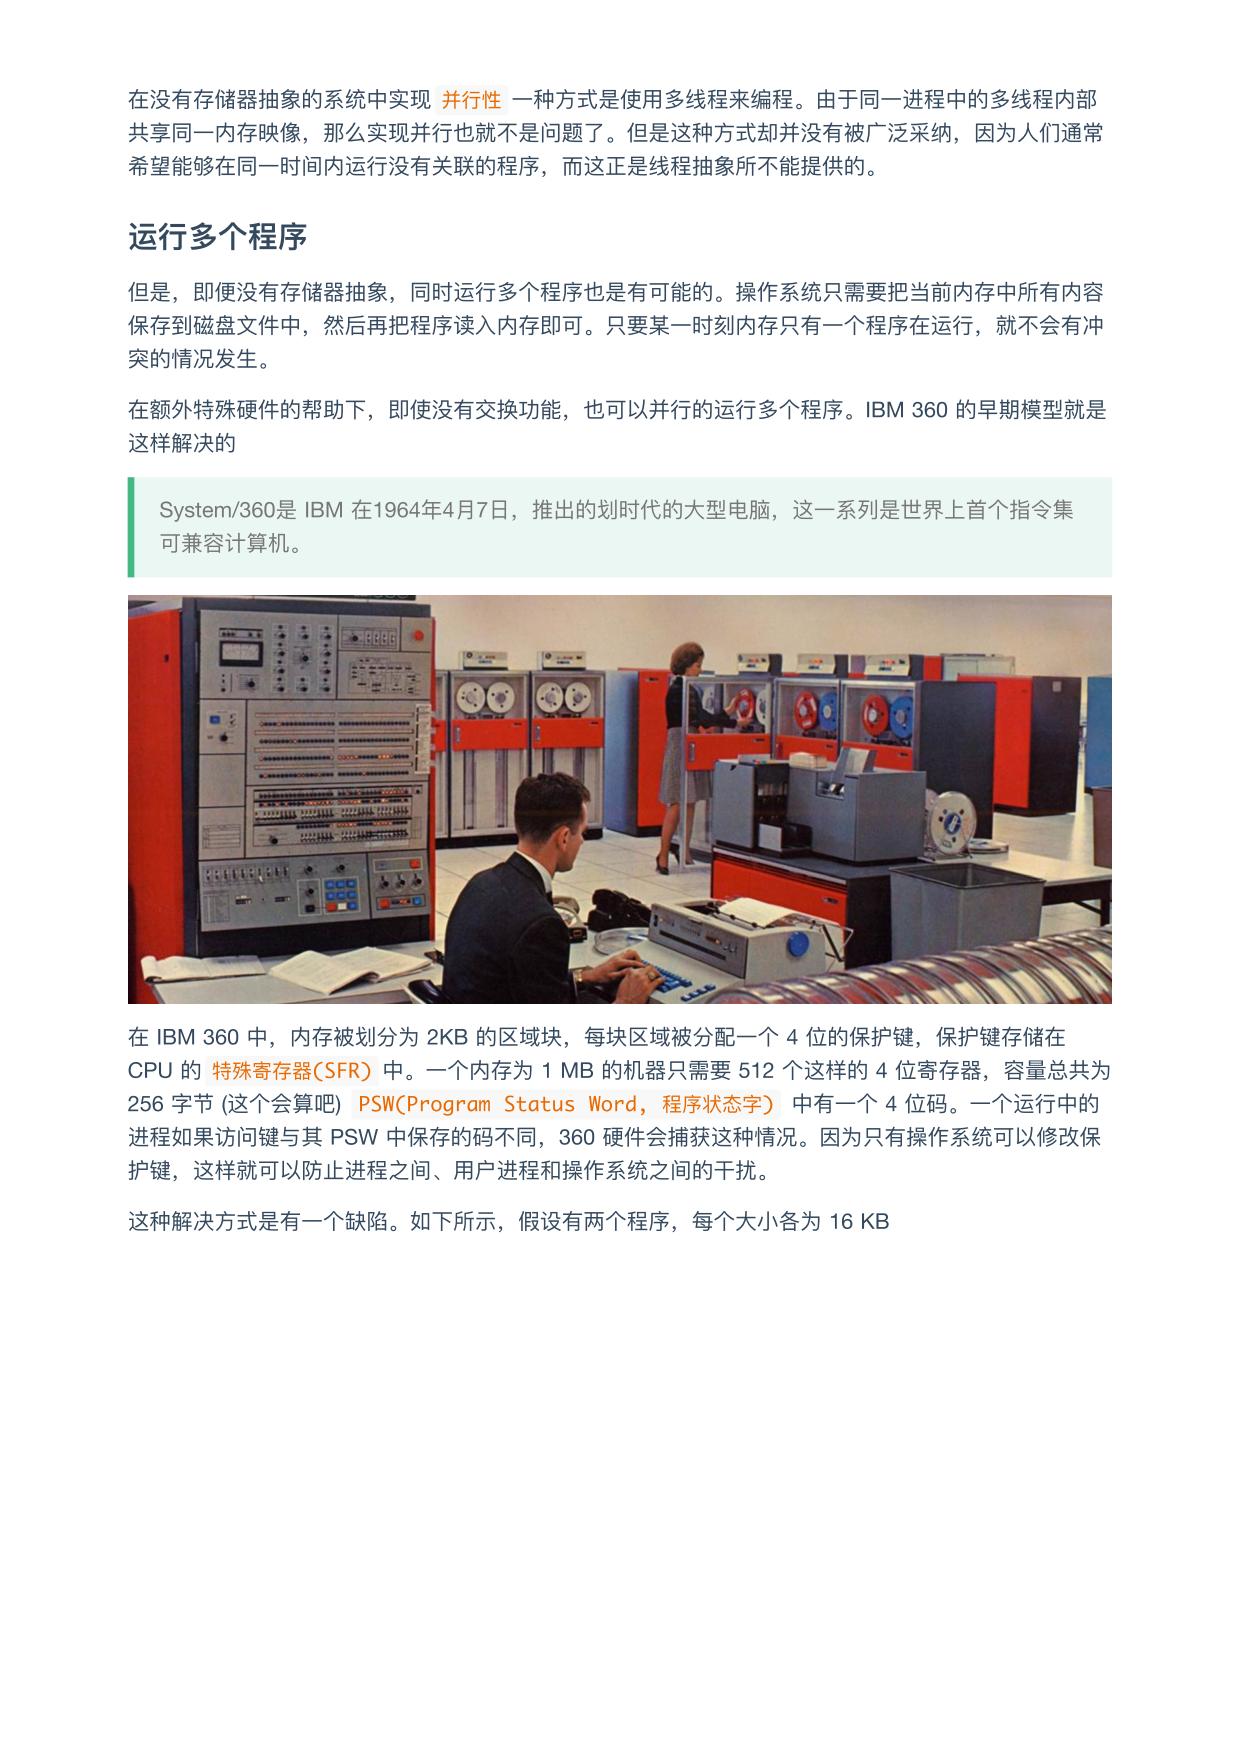 在没有存储器抽象的系统中实现 并行性 一种方式是使用多线程来编程。由于同一进程中的多线程内部
共享同一内存映像，那么实现并行也就不是问题了。但是这种方式却并没有被广泛采纳，因为人们通常
希望能够在同一时间内运行没有关联的程序，而这正是线程抽象所不能提供的。
运行多个程序
但是，即便没有存储器抽象，同时运行多个程序也是有可能的。操作系统只需要把当前内存中所有内容
保存到磁盘文件中，然后再把程序读入内存即可。只要某一时刻内存只有一个程序在运行，就不会有冲
突的情况发生。
在额外特殊硬件的帮助下，即使没有交换功能，也可以并行的运行多个程序。IBM 360 的早期模型就是
这样解决的
System/360是 IBM 在1964年4月7日，推出的划时代的大型电脑，这一系列是世界上首个指令集
可兼容计算机。
在 IBM 360 中，内存被划分为 2KB 的区域块，每块区域被分配一个 4 位的保护键，保护键存储在
CPU 的 特殊寄存器(SFR) 中。一个内存为 1 MB 的机器只需要 512 个这样的 4 位寄存器，容量总共为
256 字节 (这个会算吧) PSW(Program Status Word, 程序状态字) 中有一个 4 位码。一个运行中的
进程如果访问键与其 PSW 中保存的码不同，360 硬件会捕获这种情况。因为只有操作系统可以修改保
护键，这样就可以防止进程之间、用户进程和操作系统之间的干扰。
这种解决方式是有一个缺陷。如下所示，假设有两个程序，每个大小各为 16 KB